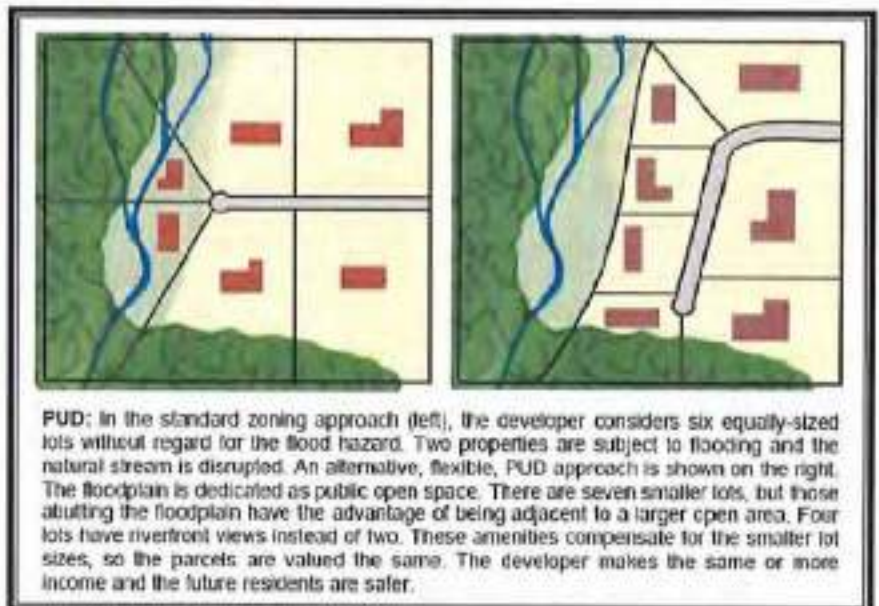 PUD: In the standard zoning approach (left), the developer considers six equally-sized
lots without regard for the flood hazard. Two properties are subject to flooding and the
natural stream is disrupted. An alternative, flexible, PUD approach is shown on the right.
The floodplain is dedicated as public open space. There are seven smaller lots, but those
abutting the floodplain have the advantage of being adjacent to a larger open area. Four
lots have riverfront views instead of two. These amenities compensate for the smaller lot
sizes, so the parcels are valued the same. The developer makes the same or more
income and the future residents are safer.